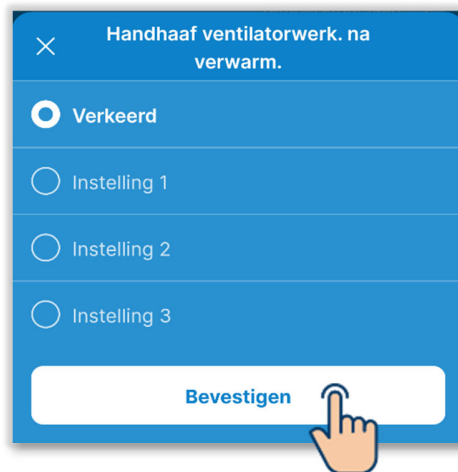 Handhaaf ventilatorwerk. na
verwarm.
Verkeerd
Instelling 1
Instelling 2
Instelling 3
Bevestigen